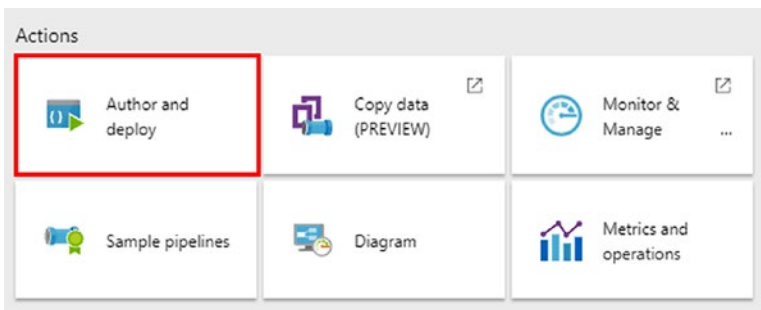 Actions
Author and
deploy
Copy data
(PREVIEW)
Monitor &
Manage
...
Sample pipelines
Diagram
Metrics and
operations